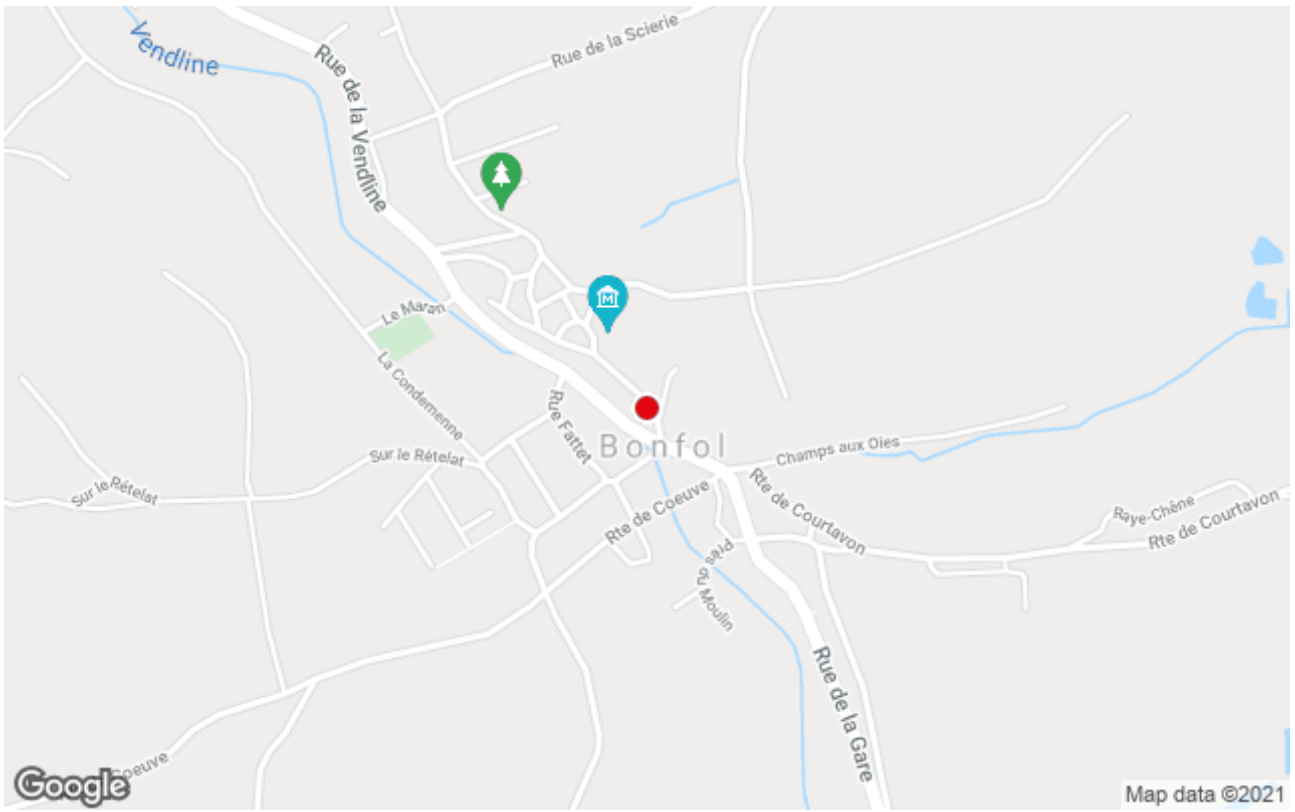 Vendline
Rue de la Vendline
Rue de la Scierie
M
Le Maran
La Condemenne
Rue Fattet
Bonfol
Champs aux Oies
Sur le Rételat
Sur le Rételat
Rte de Coeuve
Rte de Courtavon
Raye-Chêne
Rte de Courtavon
Prés
du Moulin
Rue de la Gare
Coeuve
Google
Map data ©2021